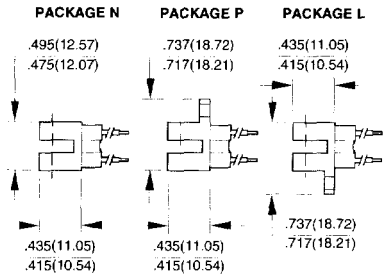 PACKAGE N PACKAGE P PACKAGE L
.495(12.57) .737(18.72) .435(11.05)
.475(12.07) .717(18.21) .415(10.54)
.737(18.72)
.717(18.21)
.435(11.05) .435(11.05)
.415(10.54) .415(10.54)